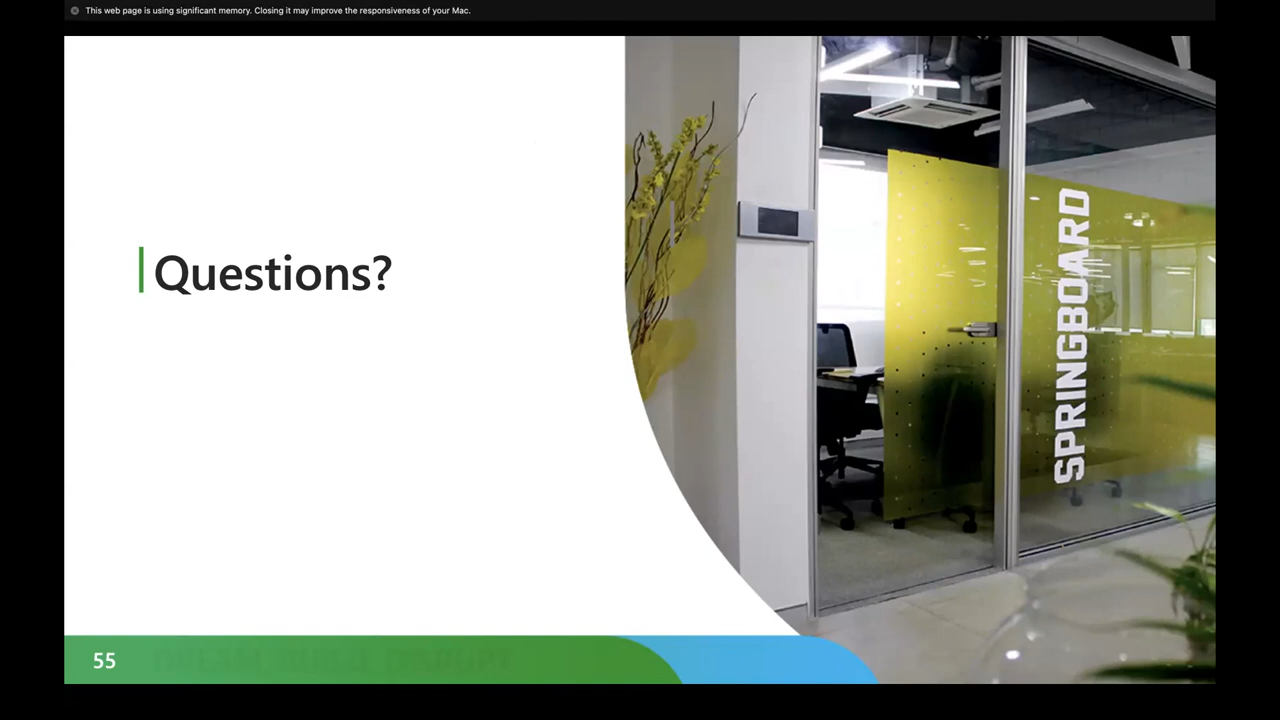 This web page is using significant memory. Closing it may improve the responsiveness of your Mac.
Questions?
SPRINGBOARD
55